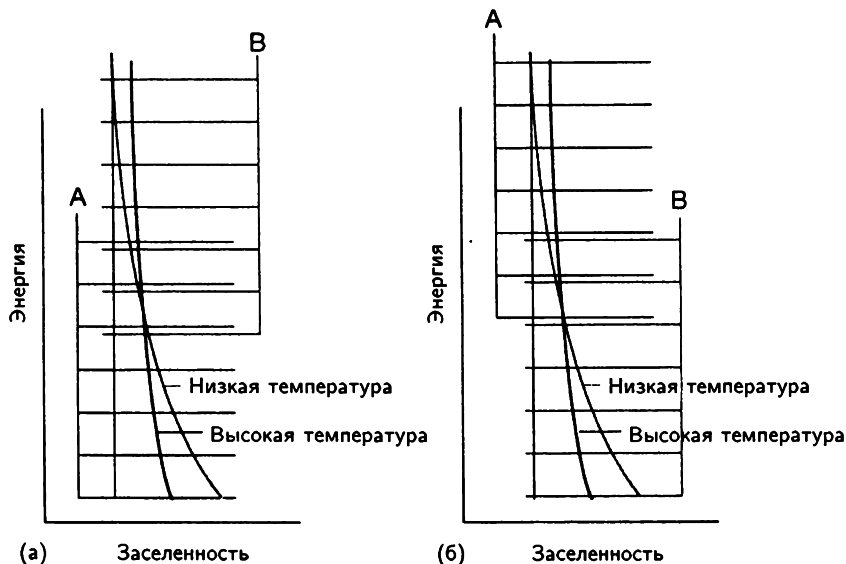 A
B
Энергия
Низкая температура
Высокая температура
(а)
Заселенность
A
B
Энергия
Низкая температура
Высокая температура
(б)
Заселенность